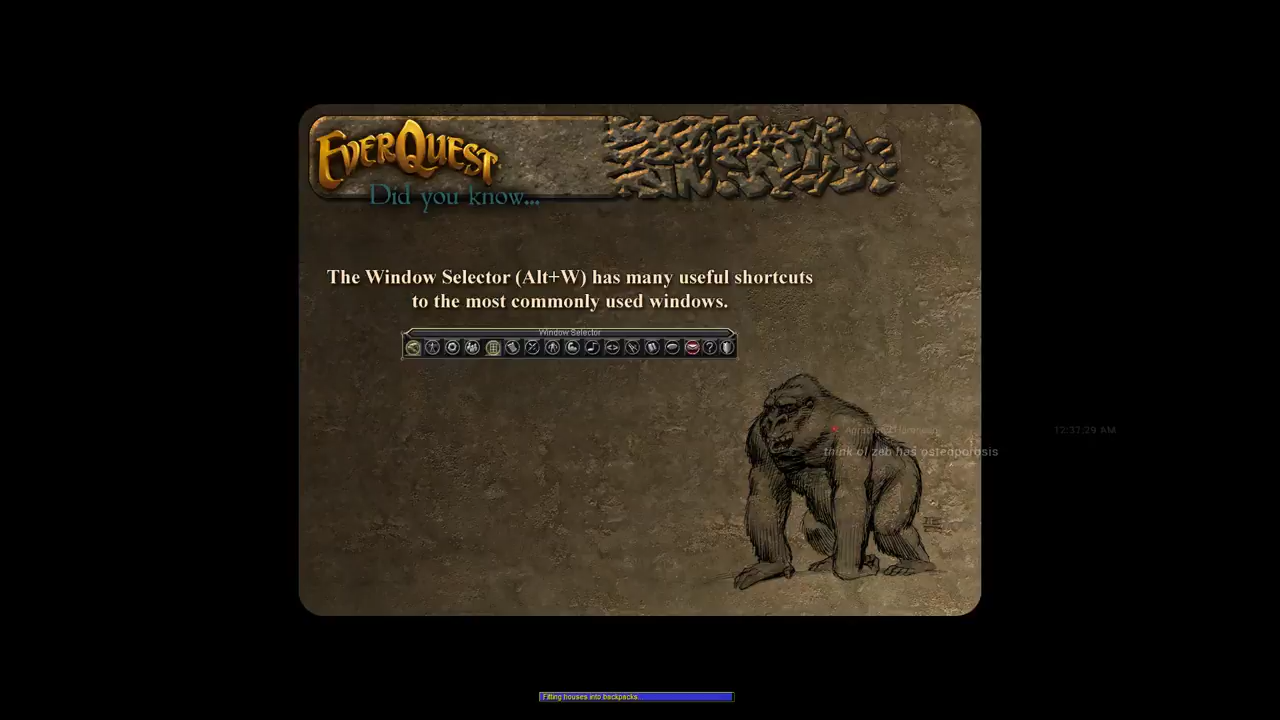 EVERQUEST
Did you know...
The Window Selector (Alt+W) has many useful shortcuts
to the most commonly used windows.
Window Selector
12:37:29 AM
think ol zeb has osteoporosis
Fitting houses into backpacks...